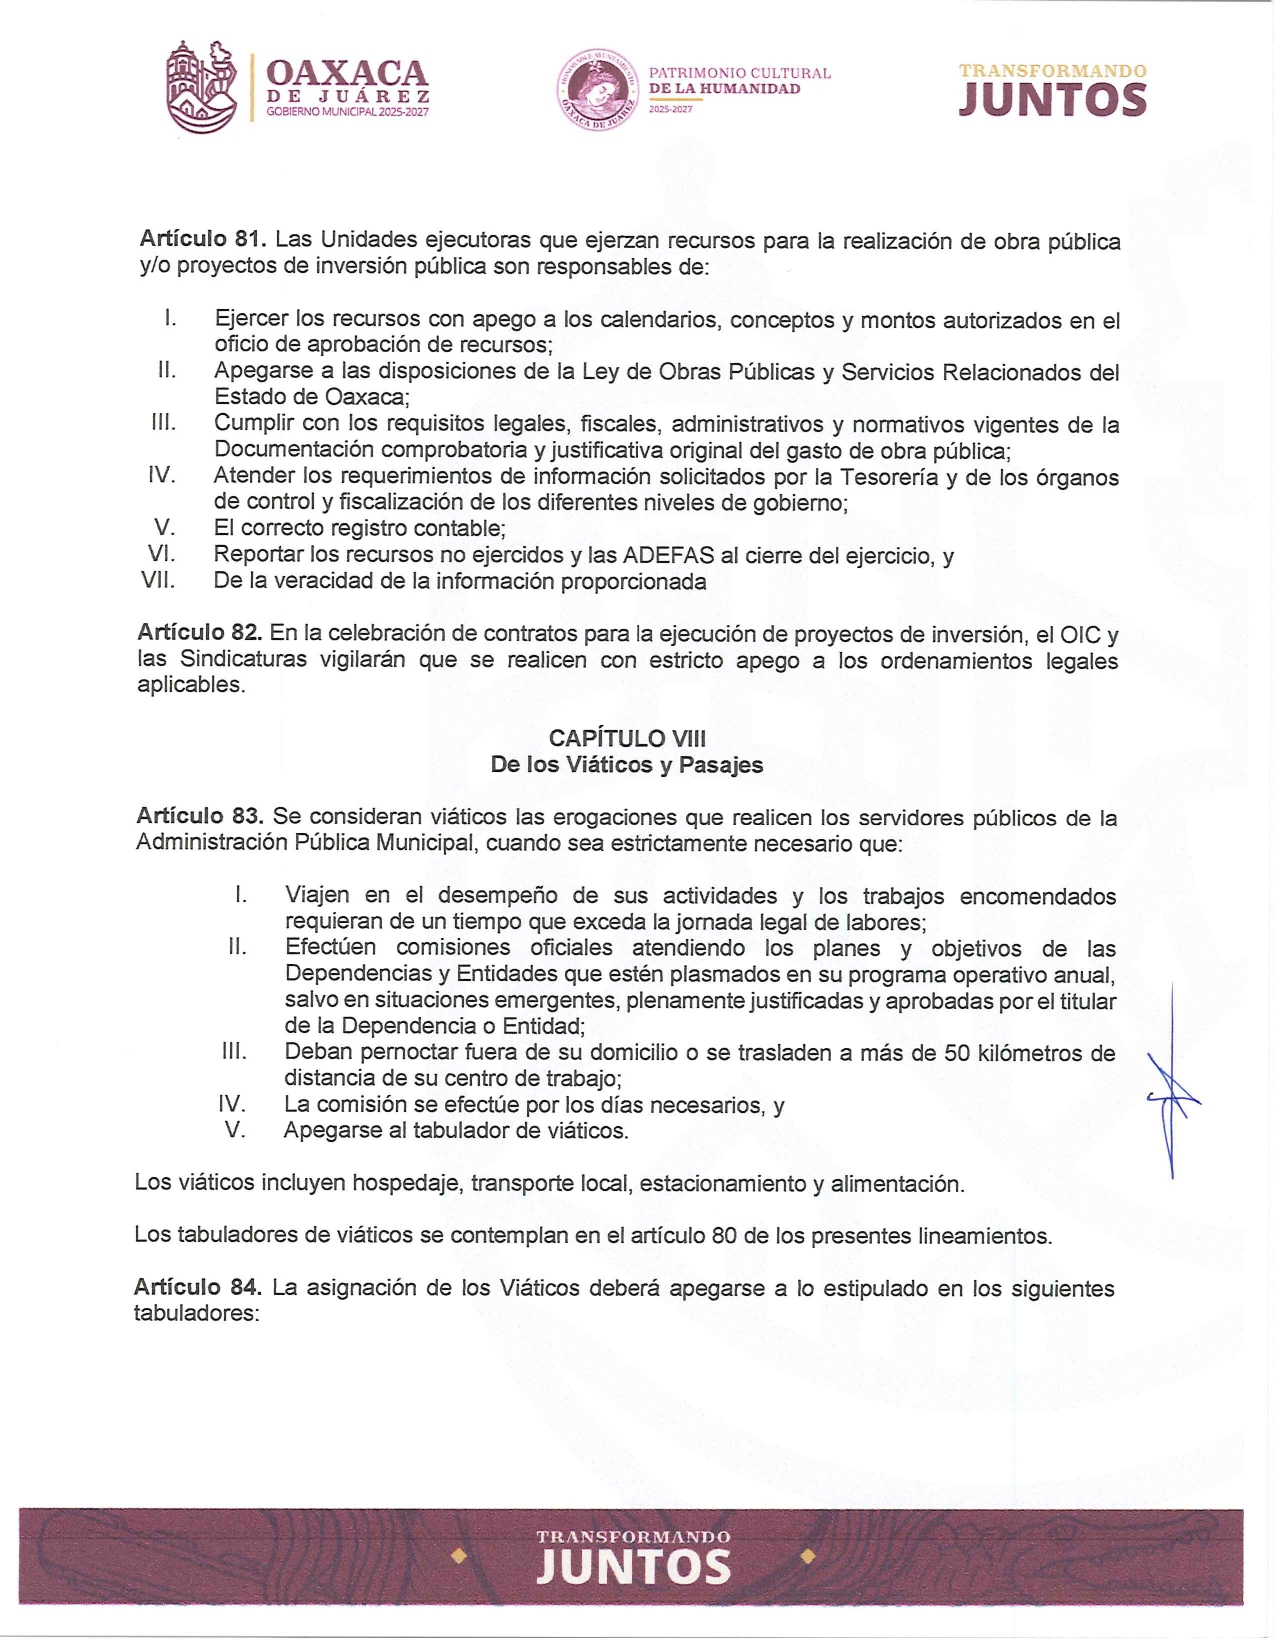 OAXACA
DE JUÁREZ
GOBIERNO MUNICIPAL 2025-2027
HONORABLE AYUNTAMIENTO
OAXACA DE JUÁREZ
PATRIMONIO CULTURAL
DE LA HUMANIDAD
2025-2027
TRANSFORMANDO
JUNTOS
Artículo 81. Las Unidades ejecutoras que ejerzan recursos para la realización de obra pública
y/o proyectos de inversión pública son responsables de:
I. Ejercer los recursos con apego a los calendarios, conceptos y montos autorizados en el
oficio de aprobación de recursos;
II. Apegarse a las disposiciones de la Ley de Obras Públicas y Servicios Relacionados del
Estado de Oaxaca;
III. Cumplir con los requisitos legales, fiscales, administrativos y normativos vigentes de la
Documentación comprobatoria y justificativa original del gasto de obra pública;
IV. Atender los requerimientos de información solicitados por la Tesorería y de los órganos
de control y fiscalización de los diferentes niveles de gobierno;
V. El correcto registro contable;
VI. Reportar los recursos no ejercidos y las ADEFAS al cierre del ejercicio, y
VII. De la veracidad de la información proporcionada
Artículo 82. En la celebración de contratos para la ejecución de proyectos de inversión, el OIC y
las Sindicaturas vigilarán que se realicen con estricto apego a los ordenamientos legales
aplicables.
CAPÍTULO VIII
De los Viáticos y Pasajes
Artículo 83. Se consideran viáticos las erogaciones que realicen los servidores públicos de la
Administración Pública Municipal, cuando sea estrictamente necesario que:
I. Viajen en el desempeño de sus actividades y los trabajos encomendados
requieran de un tiempo que exceda la jornada legal de labores;
II. Efectúen comisiones oficiales atendiendo los planes y objetivos de las
Dependencias y Entidades que estén plasmados en su programa operativo anual,
salvo en situaciones emergentes, plenamente justificadas y aprobadas por el titular
de la Dependencia o Entidad;
III. Deban pernoctar fuera de su domicilio o se trasladen a más de 50 kilómetros de
distancia de su centro de trabajo;
IV. La comisión se efectúe por los días necesarios, y
V. Apegarse al tabulador de viáticos.
Los viáticos incluyen hospedaje, transporte local, estacionamiento y alimentación.
Los tabuladores de viáticos se contemplan en el artículo 80 de los presentes lineamientos.
Artículo 84. La asignación de los Viáticos deberá apegarse a lo estipulado en los siguientes
tabuladores:
TRANSFORMANDO
JUNTOS